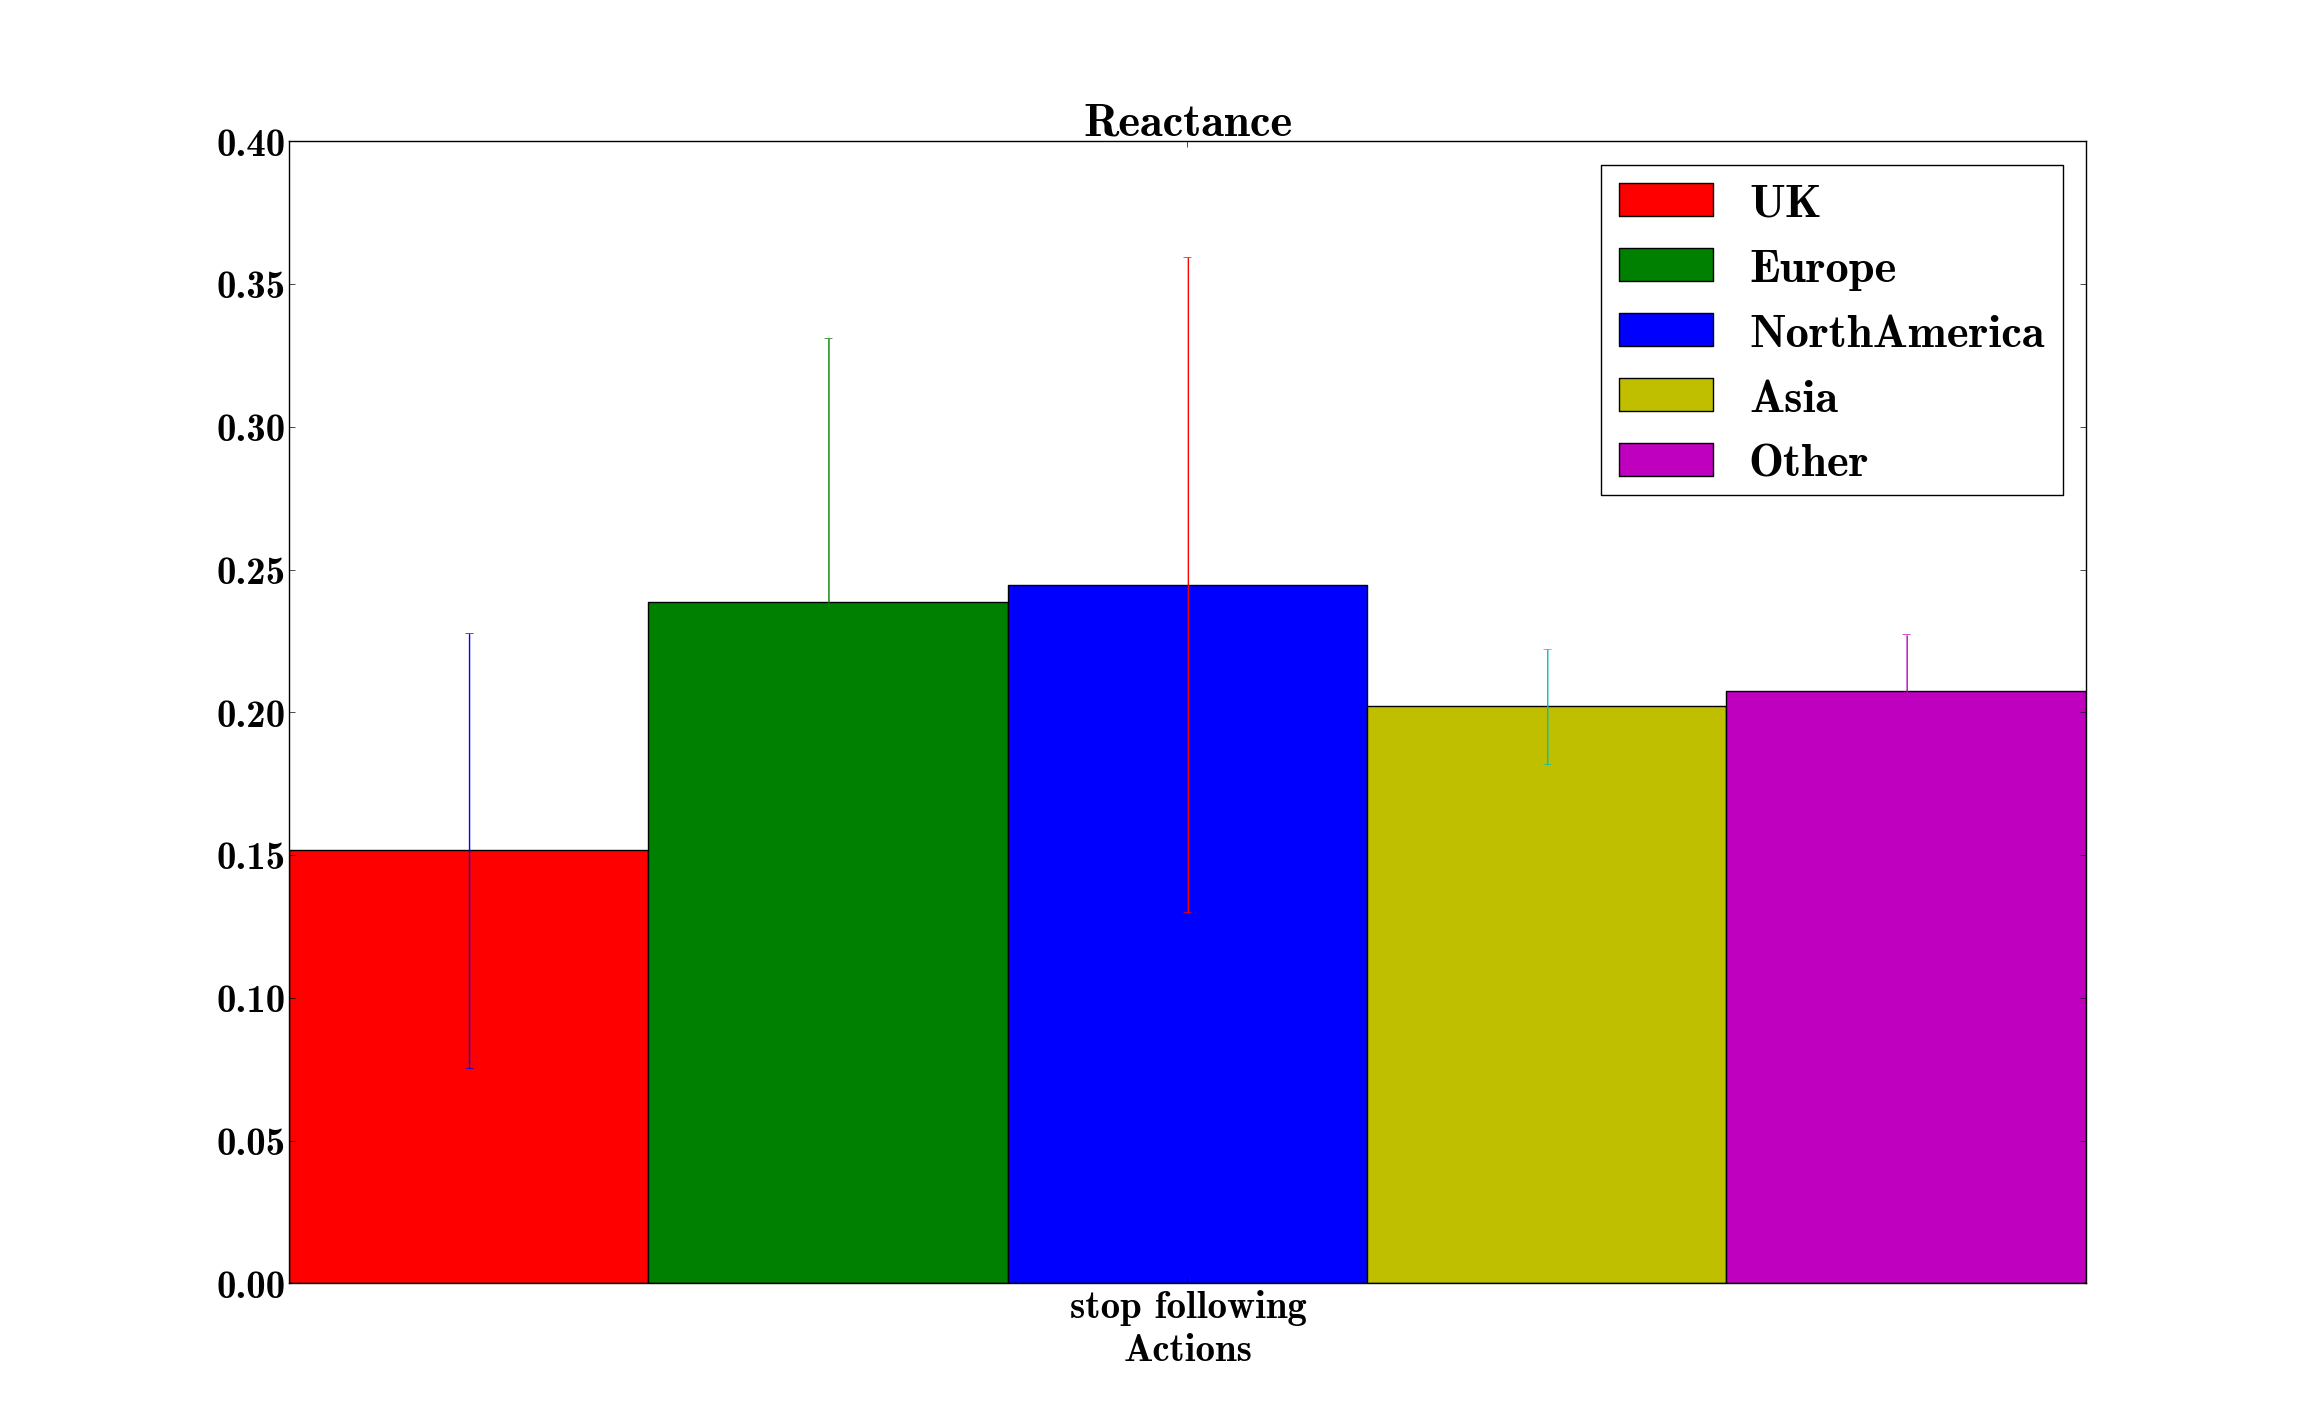 Reactance
0.40
0.35
0.30
0.25
0.20
0.15
0.10
0.05
0.00
UK
Europe
NorthAmerica
Asia
Other
stop following
Actions